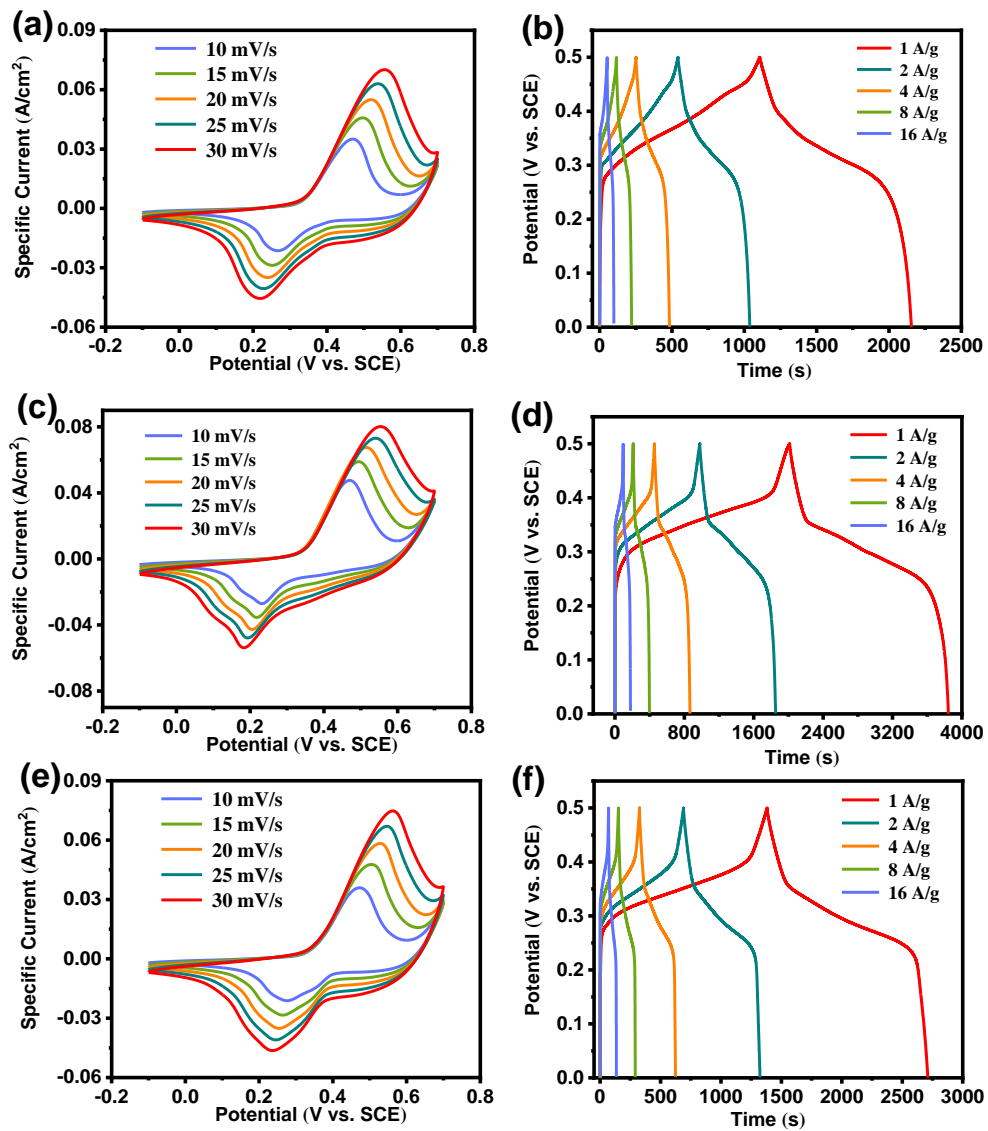 (a)
0.09
0.06
0.03
0.00
-0.03
-0.06
Specific Current (A/cm²)
10 mV/s
15 mV/s
20 mV/s
25 mV/s
30 mV/s
-0.2 0.0 0.2 0.4 0.6 0.8
Potential (V vs. SCE)
(b)
0.5
0.4
0.3
0.2
0.1
0.0
Potential (V vs. SCE)
1 A/g
2 A/g
4 A/g
8 A/g
16 A/g
0 500 1000 1500 2000 2500
Time (s)
(c)
0.08
0.04
0.00
-0.04
-0.09
Specific Current (A/cm²)
10 mV/s
15 mV/s
20 mV/s
25 mV/s
30 mV/s
-0.2 0.0 0.2 0.4 0.6 0.8
Potential (V vs. SCE)
(d)
0.5
0.4
0.3
0.2
0.1
0.0
Potential (V vs. SCE)
1 A/g
2 A/g
4 A/g
8 A/g
16 A/g
0 800 1600 2400 3200 4000
Time (s)
(e)
0.09
0.06
0.03
0.00
-0.03
-0.06
Specific Current (A/cm²)
10 mV/s
15 mV/s
20 mV/s
25 mV/s
30 mV/s
-0.2 0.0 0.2 0.4 0.6 0.8
Potential (V vs. SCE)
(f)
0.5
0.4
0.3
0.2
0.1
0.0
Potential (V vs. SCE)
1 A/g
2 A/g
4 A/g
8 A/g
16 A/g
0 500 1000 1500 2000 2500 3000
Time (s)